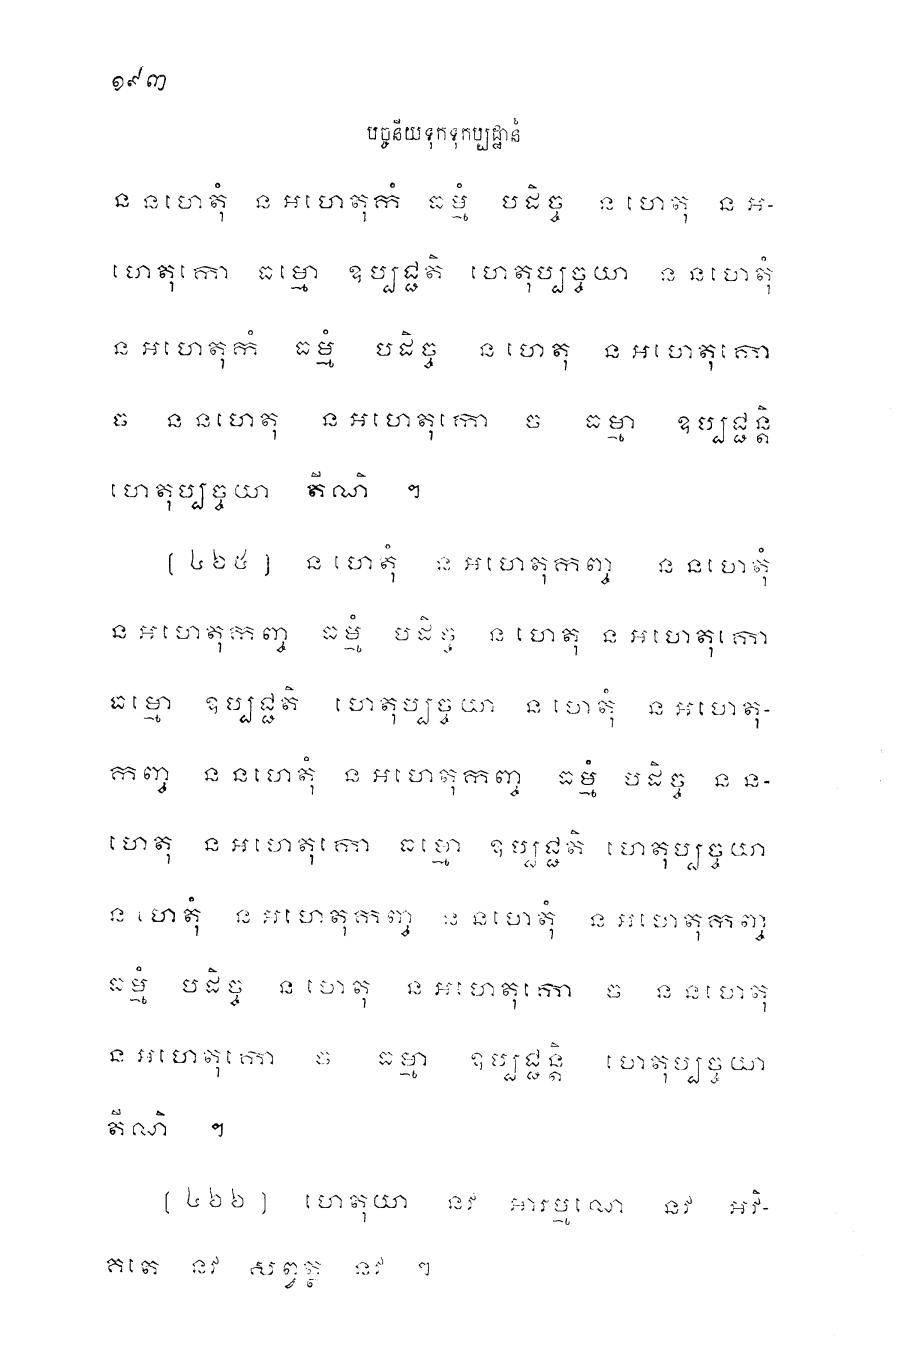 ១៩៣
បច្ចនីយទុកទុកប្បដ្ឋានំ
ន នហេតុំ ន អហេតុកំ ធម្មំ បដិច្ច ន ហេតុ ន អ-
ហេតុកោ ធម្មោ ឧប្បជ្ជតិ ហេតុប្បច្ចយា ន នហេតុំ
ន អហេតុកំ ធម្មំ បដិច្ច ន ហេតុ ន អហេតុកោ
ច ន នហេតុ ន អហេតុកោ ច ធម្មា ឧប្បជ្ជន្តិ
ហេតុប្បច្ចយា តីណិ ។
[ ៤៦៥ ] ន ហេតុំ ន អហេតុកញ្ច ន នហេតុំ
ន អហេតុកញ្ច ធម្មំ បដិច្ច ន ហេតុ ន អហេតុកោ
ធម្មោ ឧប្បជ្ជតិ ហេតុប្បច្ចយា ន ហេតុំ ន អហេតុ-
កញ្ច ន នហេតុំ ន អហេតុកញ្ច ធម្មំ បដិច្ច ន ន-
ហេតុ ន អហេតុកោ ធម្មោ ឧប្បជ្ជតិ ហេតុប្បច្ចយា
ន ហេតុំ ន អហេតុកញ្ច ន នហេតុំ ន អហេតុកញ្ច
ធម្មំ បដិច្ច ន ហេតុ ន អហេតុកោ ច ន នហេតុ
ន អហេតុកោ ច ធម្មា ឧប្បជ្ជន្តិ ហេតុប្បច្ចយា
តីណិ ។
[ ៤៦៦ ] ហេតុយា នវ អារម្មណេ នវ អវិ-
គតេ នវ សព្វត្ថ នវ ។